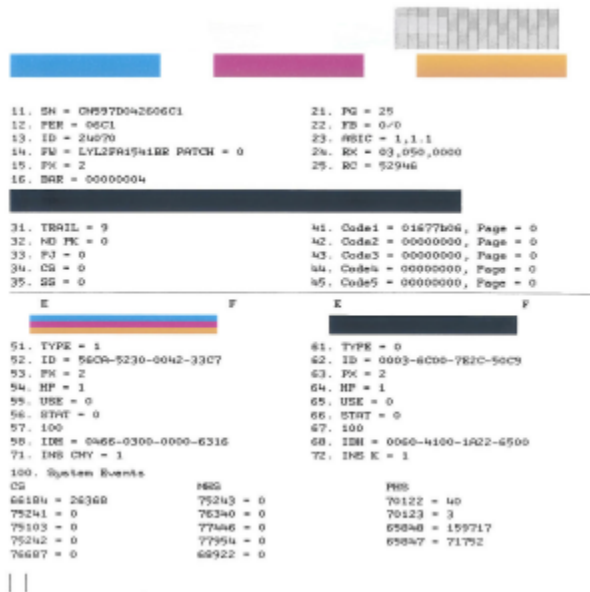 11. SN = CN597D042606C1
12. PER = 06C1
13. ID = 24070
14. FW = LYL2FA1541BR PATCH = 0
15. PX = 2
16. BAR = 00000004
21. PG = 25
22. FB = 0/0
23. ASIC = 1,1.1
24. RX = 03,050,0000
25. RC = 52946
31. TRAIL = 9
32. NO PK = 0
33. PJ = 0
34. CS = 0
35. SS = 0
41. Code1 = 01677b06, Page = 0
42. Code2 = 00000000, Page = 0
43. Code3 = 00000000, Page = 0
44. Code4 = 00000000, Page = 0
45. Code5 = 00000000, Page = 0
E F E F
51. TYPE = 1
52. ID = 56CA-5230-0042-33C7
53. PX = 2
54. HP = 1
55. USE = 0
56. STAT = 0
57. 100
58. IDH = 0466-0300-0000-6316
71. INS CMY = 1
61. TYPE = 0
62. ID = 0003-6C00-7E2C-50C9
63. PX = 2
64. HP = 1
65. USE = 0
66. STAT = 0
67. 100
68. IDH = 0060-4100-1A22-6500
72. INS K = 1
100. System Events
CS
66184 = 26368
75241 = 0
75103 = 0
75242 = 0
76687 = 0
MHS
75243 = 0
76340 = 0
77446 = 0
77954 = 0
68922 = 0
PHS
70122 = 40
70123 = 3
65848 = 159717
65847 = 71752